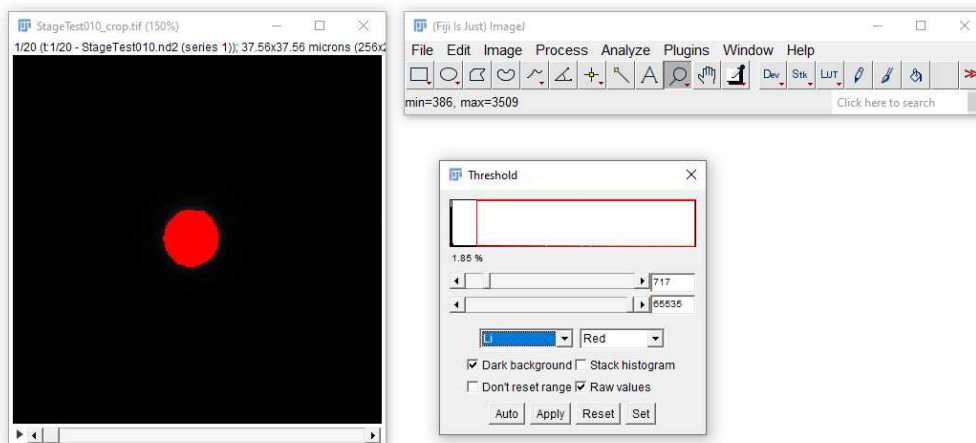 StageTest010_crop.tif (150%)
1/20 (t:1/20 - StageTest010.nd2 (series 1)); 37.56x37.56 microns (256x2
(Fiji Is Just) ImageJ
File Edit Image Process Analyze Plugins Window Help
Dev Stk LUT
min=386, max=3509
Click here to search
Threshold
1.85 %
717
65535
Li Red
Dark background Stack histogram
Don't reset range Raw values
Auto Apply Reset Set